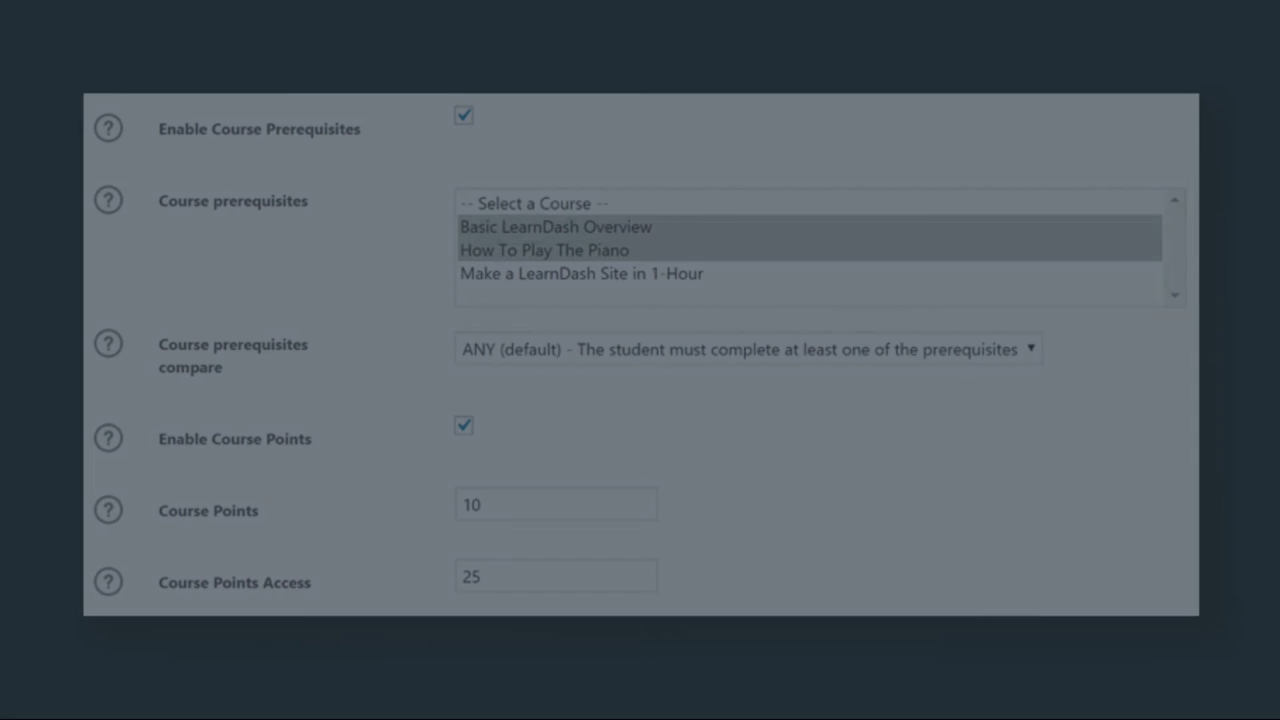 ? Enable Course Prerequisites
? Course prerequisites
-- Select a Course --
Basic LearnDash Overview
How To Play The Piano
Make a LearnDash Site in 1-Hour
? Course prerequisites
compare
ANY (default) - The student must complete at least one of the prerequisites
? Enable Course Points
? Course Points
10
? Course Points Access
25